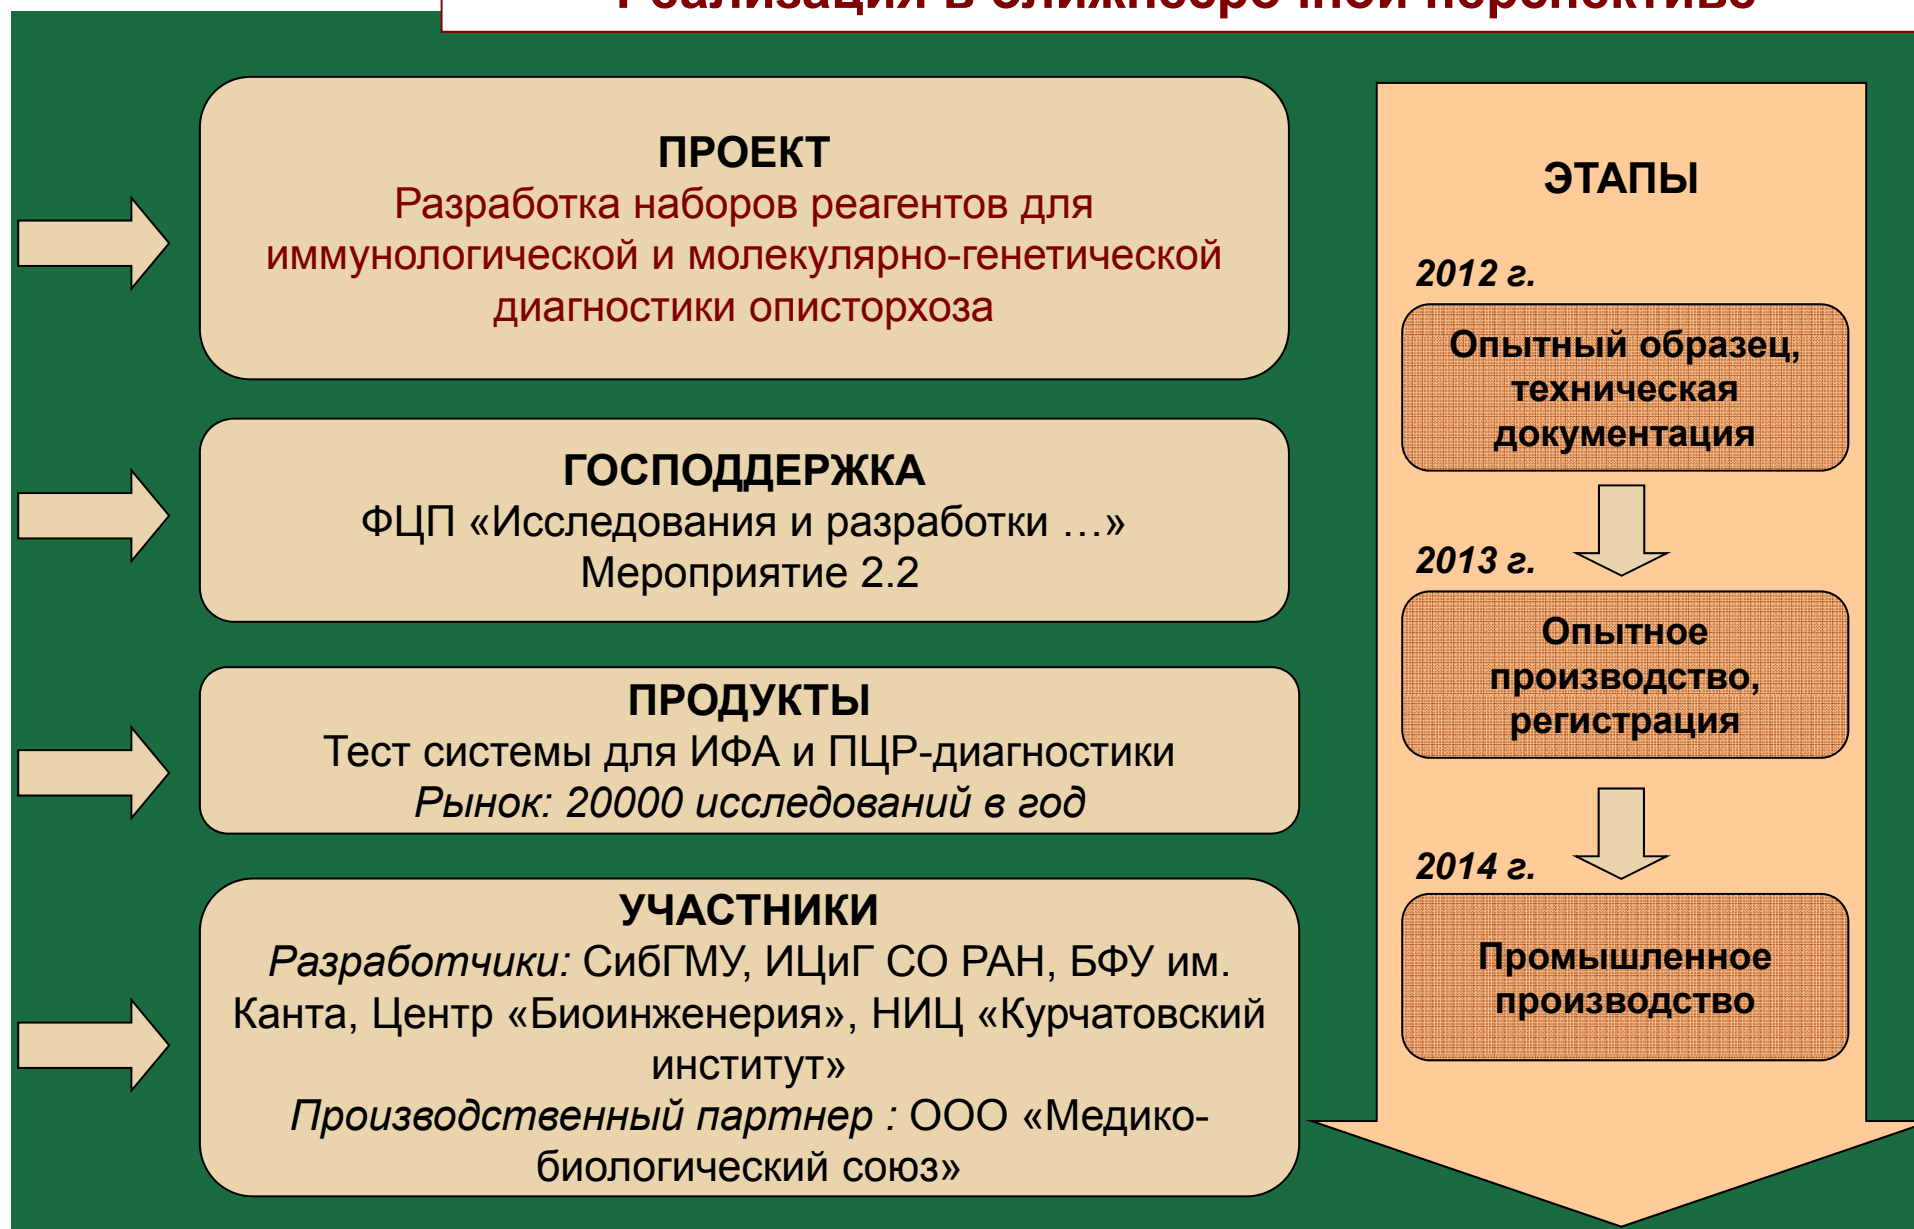 Реализация в ближнесрочной перспективе
ПРОЕКТ
Разработка наборов реагентов для
иммунологической и молекулярно-генетической
диагностики описторхоза
ГОСПОДДЕРЖКА
ФЦП «Исследования и разработки …»
Мероприятие 2.2
ПРОДУКТЫ
Тест системы для ИФА и ПЦР-диагностики
Рынок: 20000 исследований в год
УЧАСТНИКИ
Разработчики: СибГМУ, ИЦиГ СО РАН, БФУ им.
Канта, Центр «Биоинженерия», НИЦ «Курчатовский
институт»
Производственный партнер : ООО «Медико-
биологический союз»
ЭТАПЫ
2012 г.
Опытный образец,
техническая
документация
2013 г.
Опытное
производство,
регистрация
2014 г.
Промышленное
производство